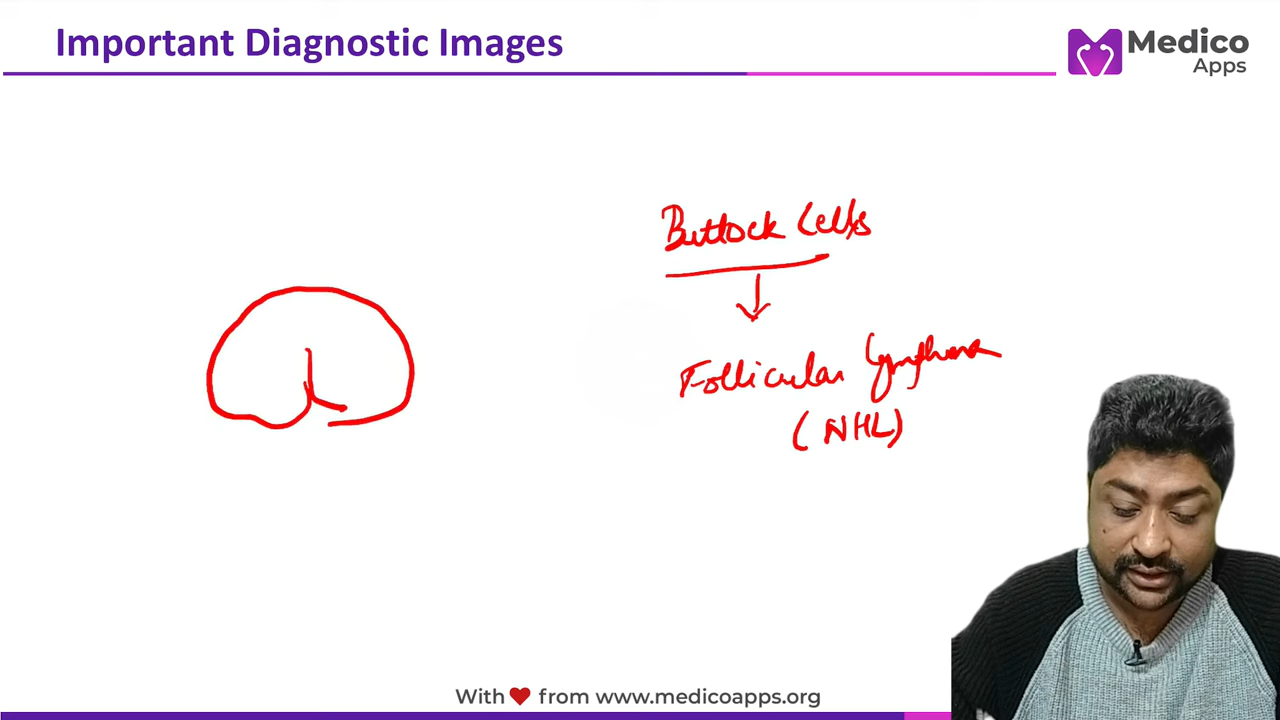 Important Diagnostic Images
Medico
Apps
Buttock Cells
Follicular Lymphoma
(NHL)
With from www.medicoapps.org